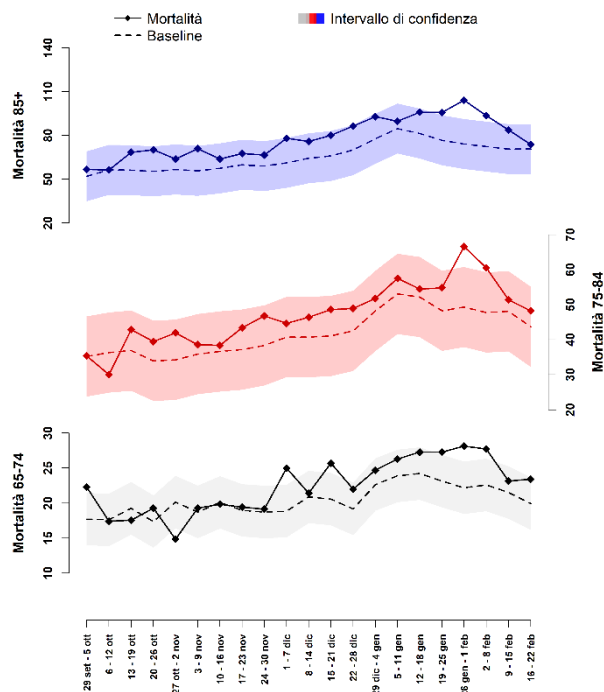 Mortalità
Baseline
Intervallo di confidenza
Mortalità 85+
140
110
80
50
20
Mortalità 75-84
70
60
50
40
30
20
Mortalità 65-74
30
25
20
15
10
29 set - 5 ott
6 - 12 ott
13 - 19 ott
20 - 26 ott
27 ott - 2 nov
3 - 9 nov
10 - 16 nov
17 - 23 nov
24 - 30 nov
1 - 7 dic
8 - 14 dic
15 - 21 dic
22 - 28 dic
29 dic - 4 gen
5 - 11 gen
12 - 18 gen
19 - 25 gen
26 gen - 1 feb
2 - 8 feb
9 - 15 feb
16 - 22 feb